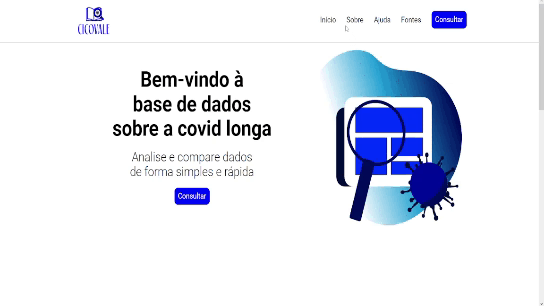 CICOVALE
Início Sobre Ajuda Fontes Consultar
Bem-vindo à
base de dados
sobre a covid longa
Analise e compare dados
de forma simples e rápida
Consultar